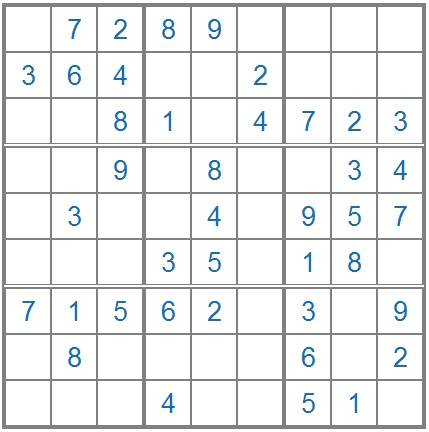 7 2 8 9
3 6 4 2
8 1 4 7 2 3
9 8 3 4
3 4 9 5 7
3 5 1 8
7 1 5 6 2 3 9
8 6 2
4 5 1